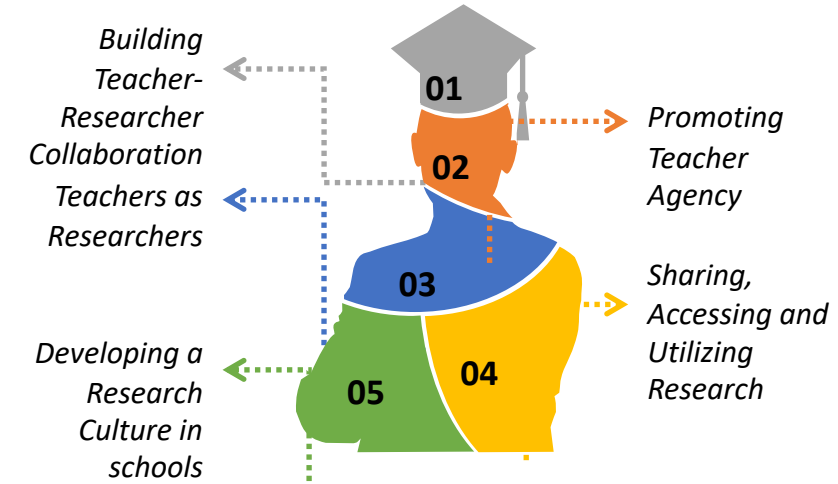 Building
Teacher-
Researcher
Collaboration
Teachers as
Researchers
Developing a
Research
Culture in
schools
01
02
03
04
05
Promoting
Teacher
Agency
Sharing,
Accessing and
Utilizing
Research